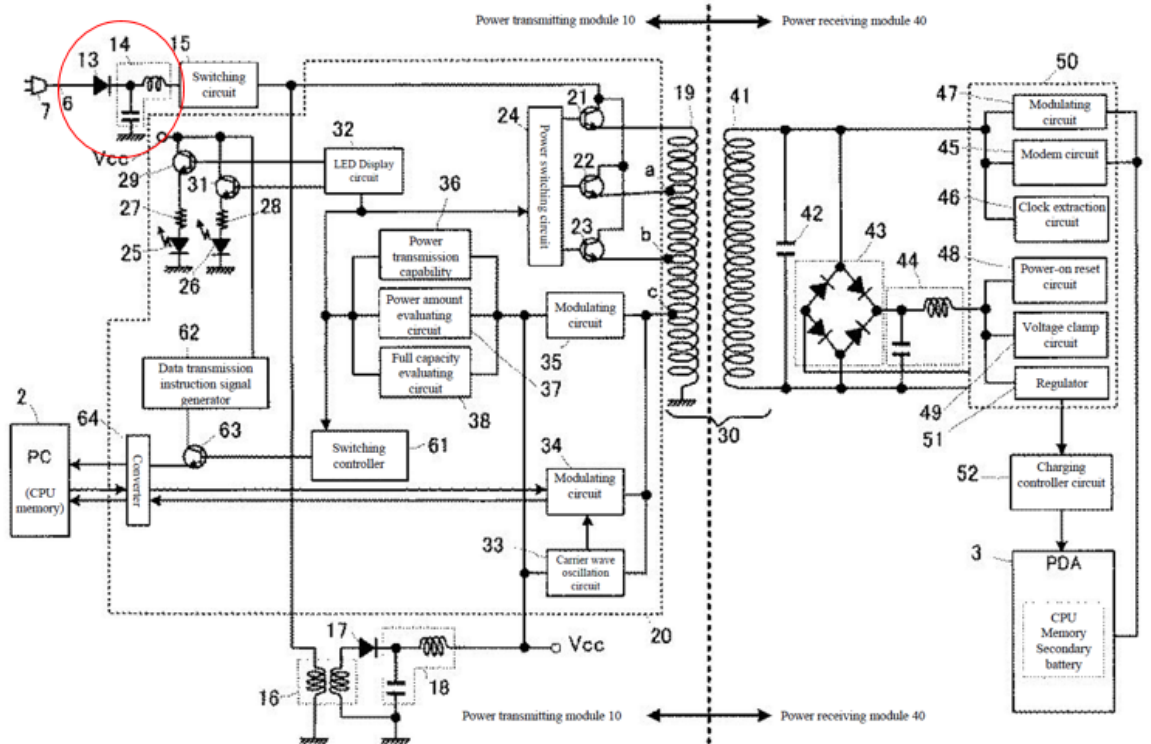 Power transmitting module 10
Power receiving module 40
13
14
15
7
6
Switching
circuit
Vcc
29
31
27
28
25
26
32
LED Display
circuit
36
Power
transmission
capability
Power amount
evaluating
circuit
37
Full capacity
evaluating
circuit
38
24
Power switching circuit
21
22
23
19
a
b
c
41
30
Modulating
circuit
35
62
Data transmission
instruction signal
generator
2
PC
(CPU
memory)
64
Converter
63
Switching
controller
61
34
Modulating
circuit
33
Carrier wave
oscillation
circuit
20
17
16
18
Vcc
42
43
44
50
47
Modulating
circuit
45
Modem circuit
46
Clock extraction
circuit
48
Power-on reset
circuit
Voltage clamp
circuit
49
Regulator
51
52
Charging
controller circuit
3
PDA
CPU
Memory
Secondary
battery
Power transmitting module 10
Power receiving module 40